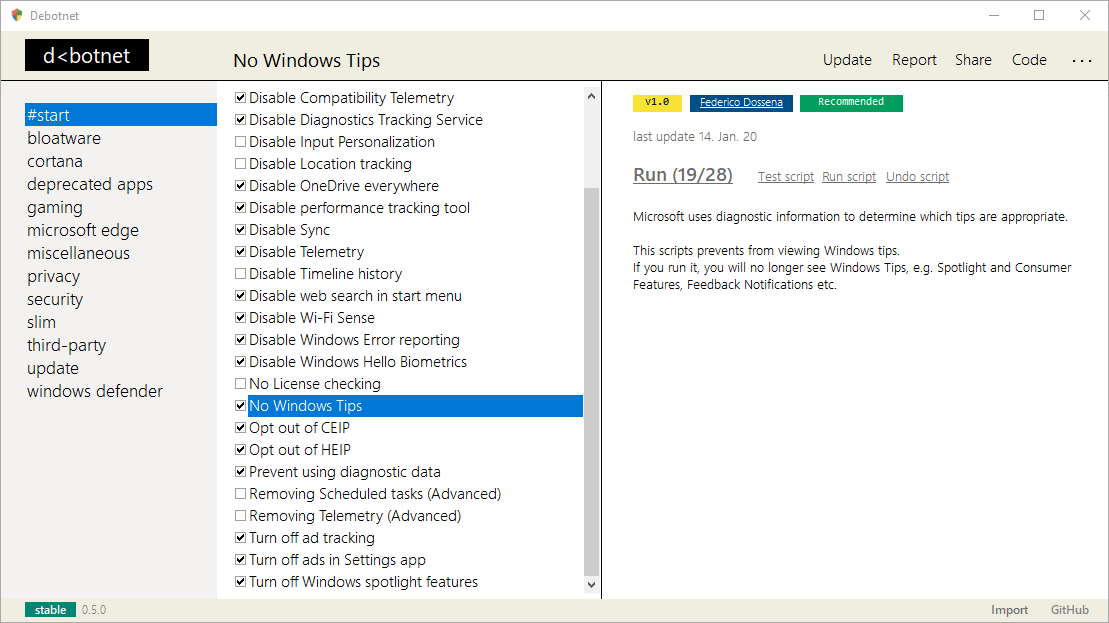 Debotnet
d<botnet
No Windows Tips
Update Report Share Code ...
#start
bloatware
cortana
deprecated apps
gaming
microsoft edge
miscellaneous
privacy
security
slim
third-party
update
windows defender
Disable Compatibility Telemetry
Disable Diagnostics Tracking Service
Disable Input Personalization
Disable Location tracking
Disable OneDrive everywhere
Disable performance tracking tool
Disable Sync
Disable Telemetry
Disable Timeline history
Disable web search in start menu
Disable Wi-Fi Sense
Disable Windows Error reporting
Disable Windows Hello Biometrics
No License checking
No Windows Tips
Opt out of CEIP
Opt out of HEIP
Prevent using diagnostic data
Removing Scheduled tasks (Advanced)
Removing Telemetry (Advanced)
Turn off ad tracking
Turn off ads in Settings app
Turn off Windows spotlight features
v1.0 Federico Dossena Recommended
last update 14. Jan. 20
Run (19/28) Test script Run script Undo script
Microsoft uses diagnostic information to determine which tips are appropriate.
This scripts prevents from viewing Windows tips.
If you run it, you will no longer see Windows Tips, e.g. Spotlight and Consumer
Features, Feedback Notifications etc.
stable 0.5.0
Import GitHub